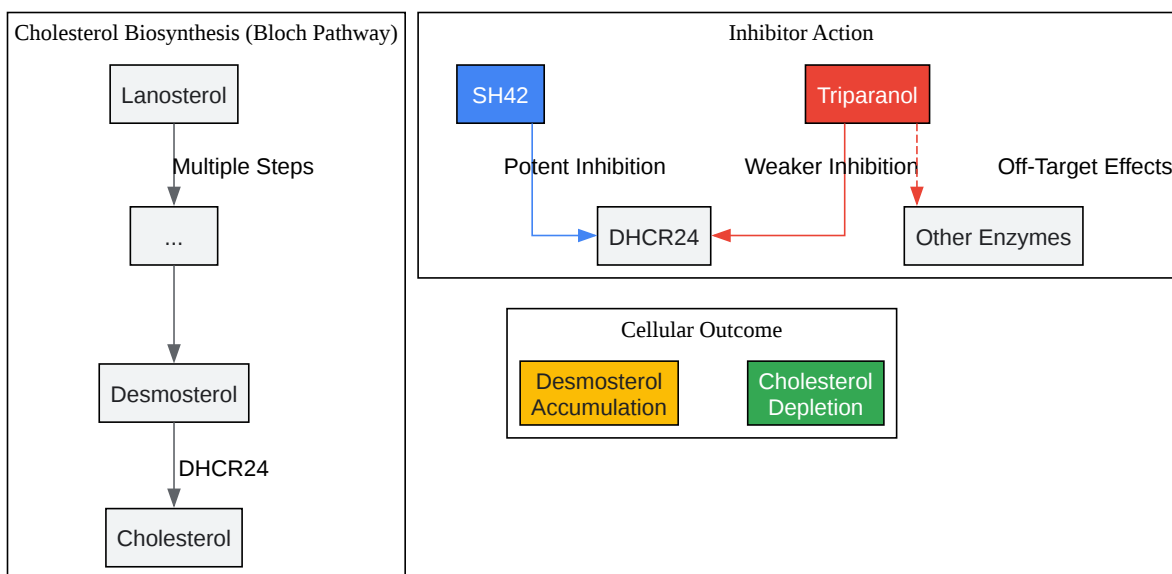 Cholesterol Biosynthesis (Bloch Pathway)
Lanosterol
Multiple Steps
...
Desmosterol
DHCR24
Cholesterol
Inhibitor Action
SH42
Triparanol
Potent Inhibition
Weaker Inhibition
Off-Target Effects
DHCR24
Other Enzymes
Cellular Outcome
Desmosterol
Accumulation
Cholesterol
Depletion